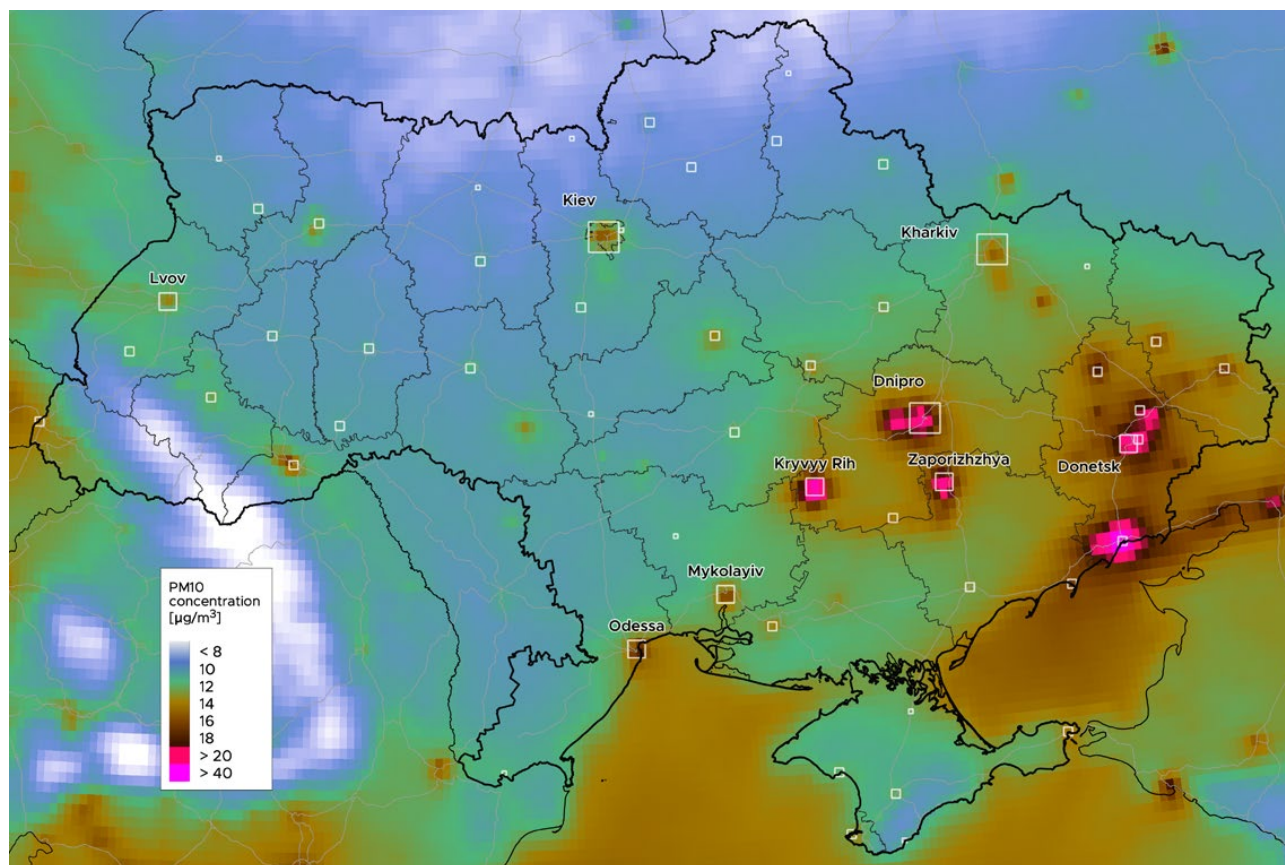 Kiev
Kharkiv
Lvov
Dnipro
Kryvyy Rih
Zaporizhzhya
Donetsk
Mykolayiv
Odessa
PM10
concentration
[µg/m³]
< 8
10
12
14
16
18
> 20
> 40